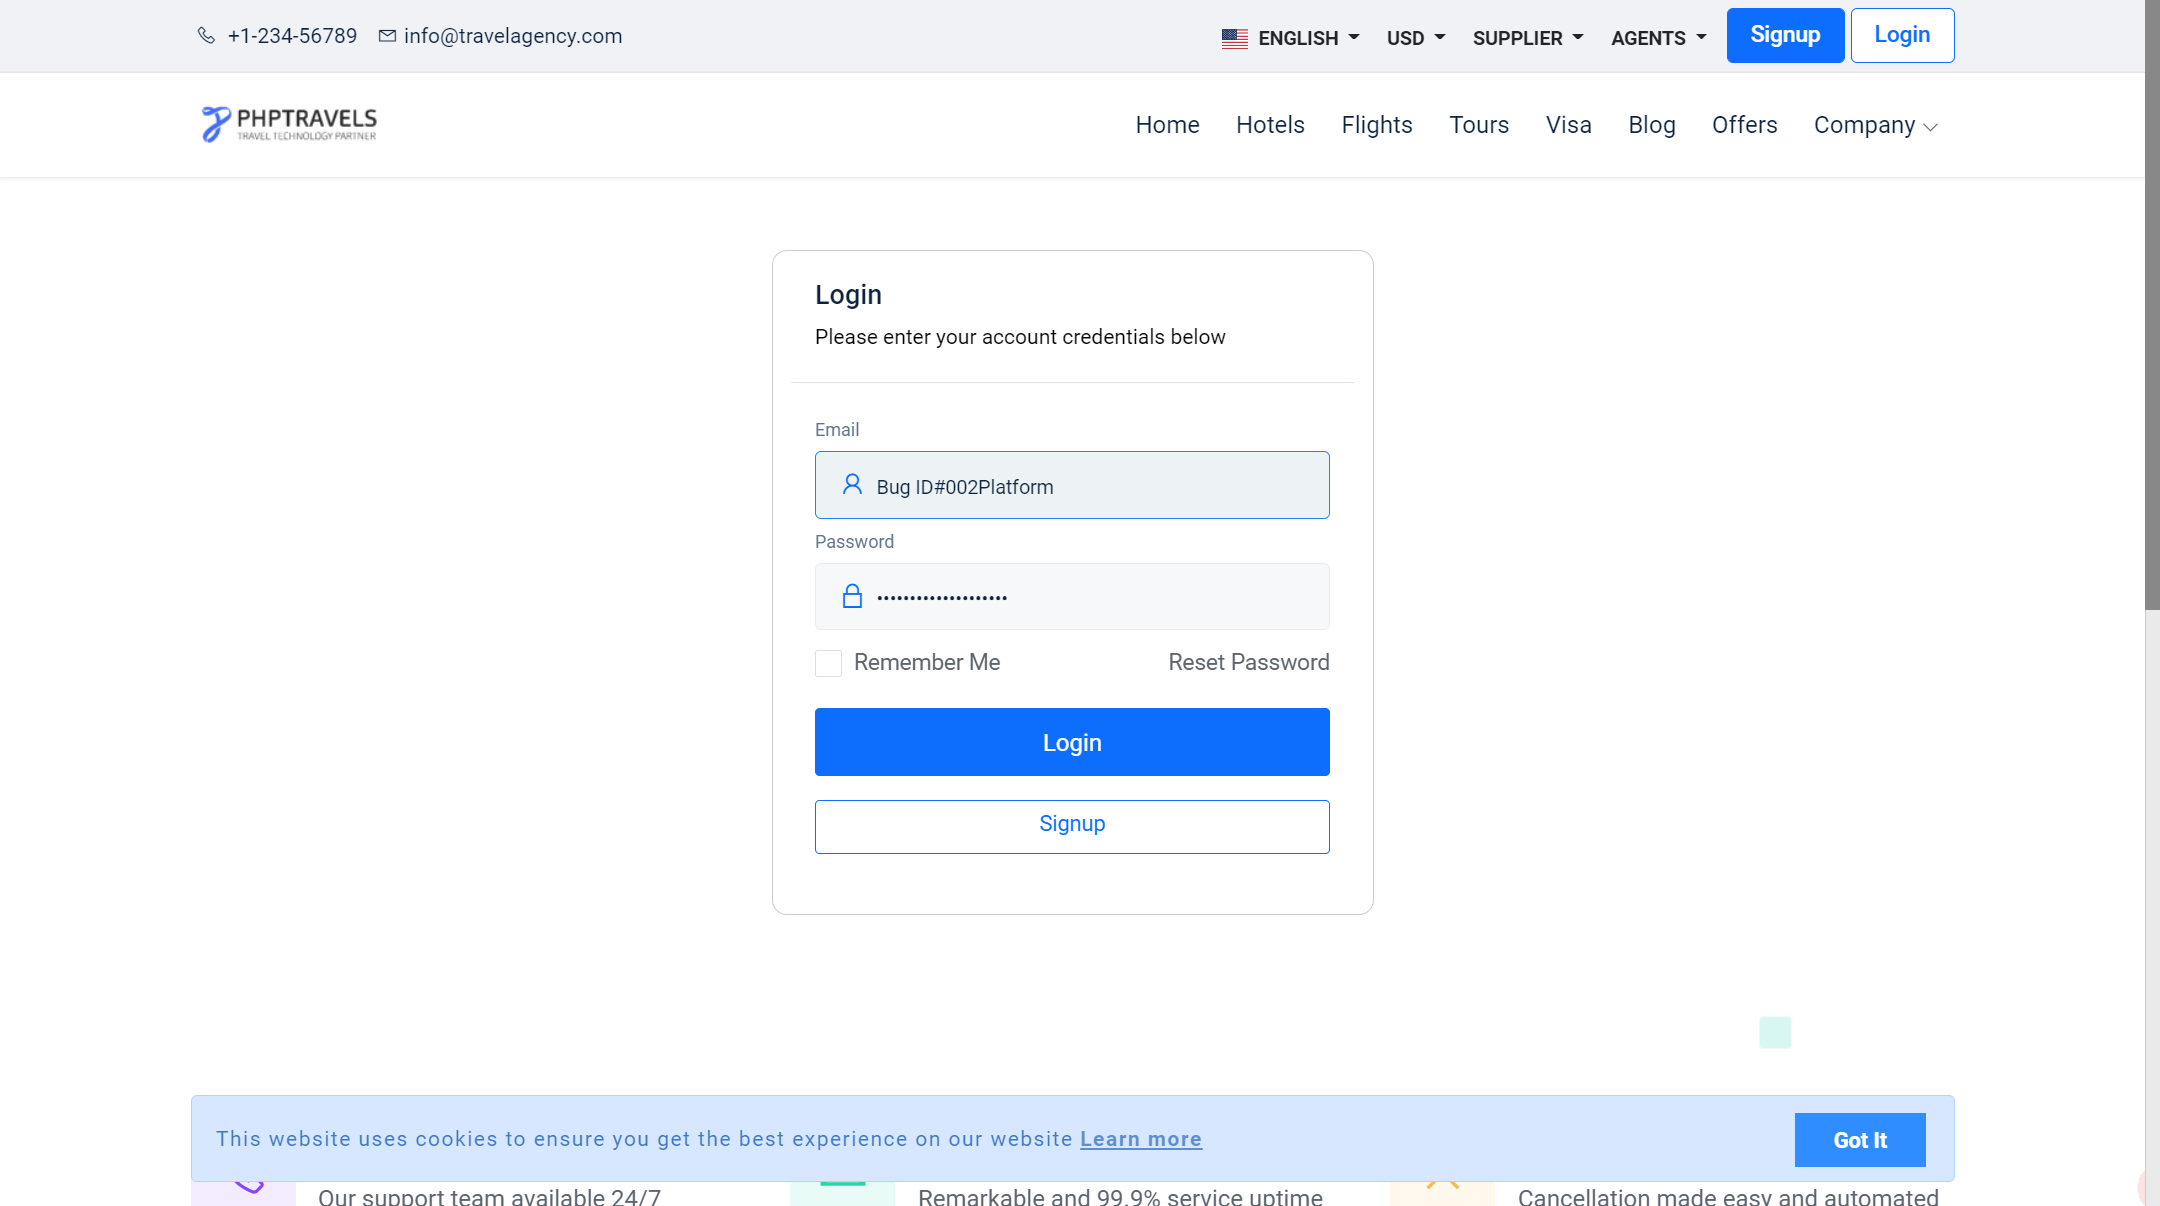 +1-234-56789 info@travelagency.com ENGLISH USD SUPPLIER AGENTS Signup Login
PHPTRAVELS
TRAVEL TECHNOLOGY PARTNER
Home Hotels Flights Tours Visa Blog Offers Company
Login
Please enter your account credentials below
Email
Bug ID#002Platform
Password
••••••••••••••••••••
Remember Me Reset Password
Login
Signup
This website uses cookies to ensure you get the best experience on our website Learn more Got It
Our support team available 24/7 Remarkable and 99.9% service uptime Cancellation made easy and automated